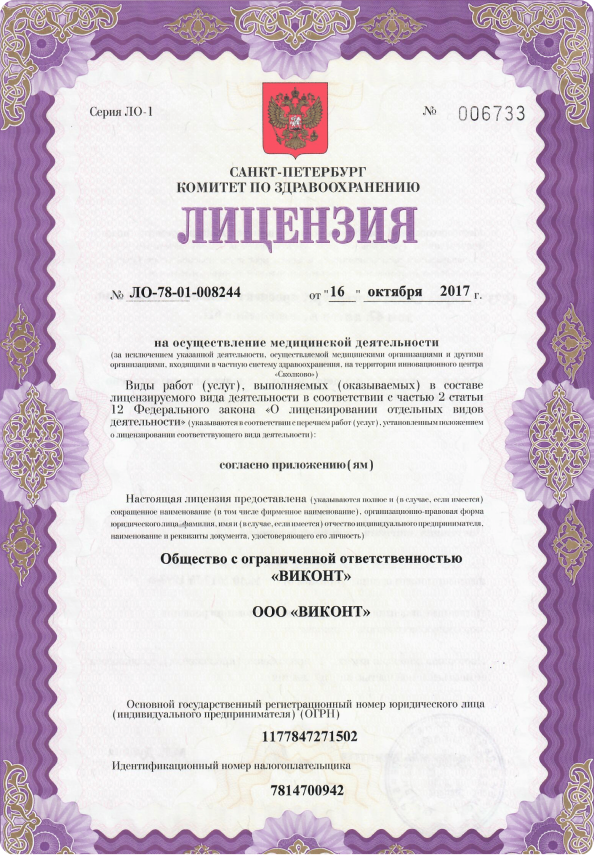 Серия ЛО-1 № 006733
САНКТ-ПЕТЕРБУРГ
КОМИТЕТ ПО ЗДРАВООХРАНЕНИЮ
ЛИЦЕНЗИЯ
№ ЛО-78-01-008244 от "16" октября 2017 г.
на осуществление медицинской деятельности
(за исключением указанной деятельности, осуществляемой медицинскими организациями и другими
организациями, входящими в частную систему здравоохранения, на территории инновационного центра
«Сколково»)
Виды работ (услуг), выполняемых (оказываемых) в составе
лицензируемого вида деятельности в соответствии с частью 2 статьи
12 Федерального закона «О лицензировании отдельных видов
деятельности» (указываются в соответствии с перечнем работ (услуг), установленным положением
о лицензировании соответствующего вида деятельности):
согласно приложению(ям)
Настоящая лицензия предоставлена (указываются полное и (в случае, если имеется)
сокращенное наименование (в том числе фирменное наименование), организационно-правовая форма
юридического лица, фамилия, имя и (в случае, если имеется) отчество индивидуального предпринимателя,
наименование и реквизиты документа, удостоверяющего его личность)
Общество с ограниченной ответственностью
«ВИКОНТ»
ООО «ВИКОНТ»
Основной государственный регистрационный номер юридического лица
(индивидуального предпринимателя) (ОГРН)
1177847271502
Идентификационный номер налогоплательщика
7814700942